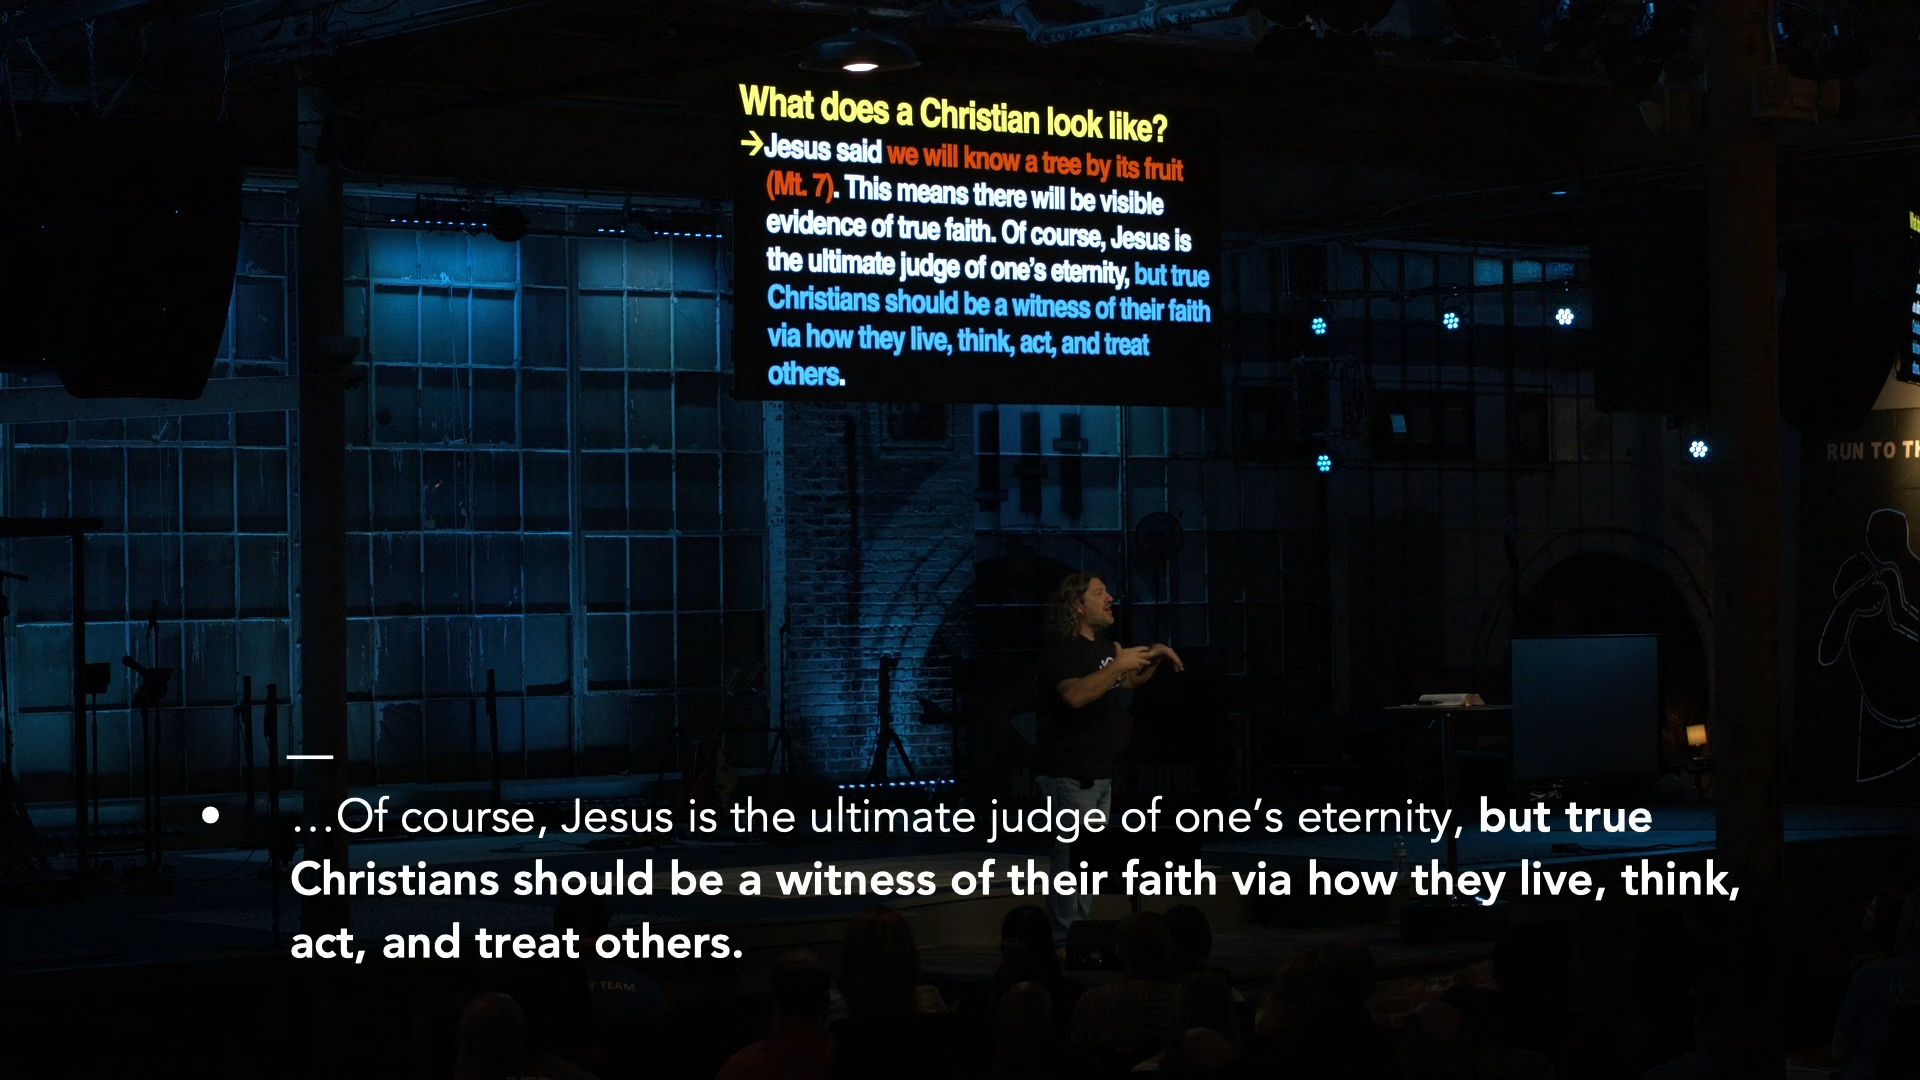 What does a Christian look like?
→Jesus said we will know a tree by its fruit
(Mt. 7). This means there will be visible
evidence of true faith. Of course, Jesus is
the ultimate judge of one's eternity, but true
Christians should be a witness of their faith
via how they live, think, act, and treat
others.
RUN TO
—
• …Of course, Jesus is the ultimate judge of one’s eternity, but true
Christians should be a witness of their faith via how they live, think,
act, and treat others.
TEAM